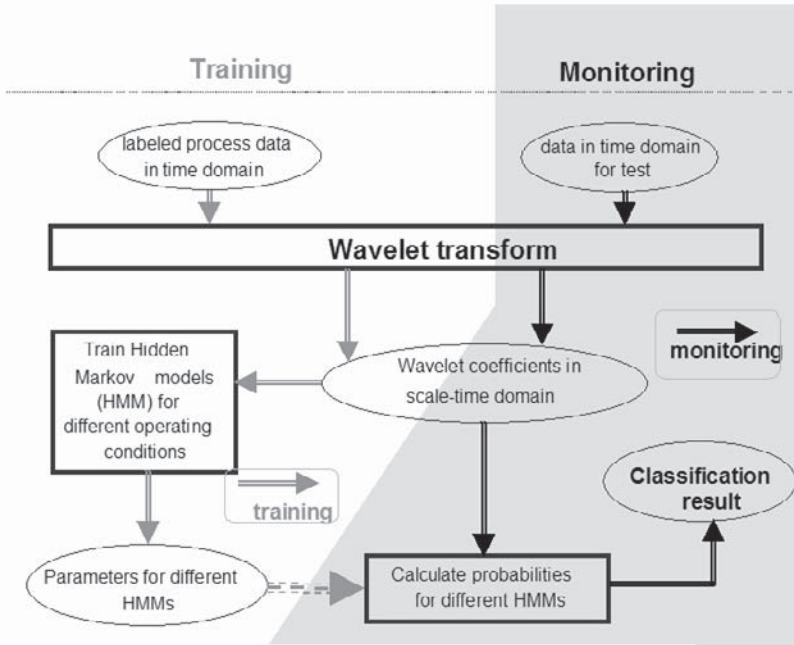 Training
Monitoring
labeled process data
in time domain
data in time domain
for test
Wavelet transform
Train Hidden
Markov models
(HMM) for
different operating
conditions
Wavelet coefficients in
scale-time domain
monitoring
training
Classification
result
Parameters for different
HMMs
Calculate probabilities
for different HMMs